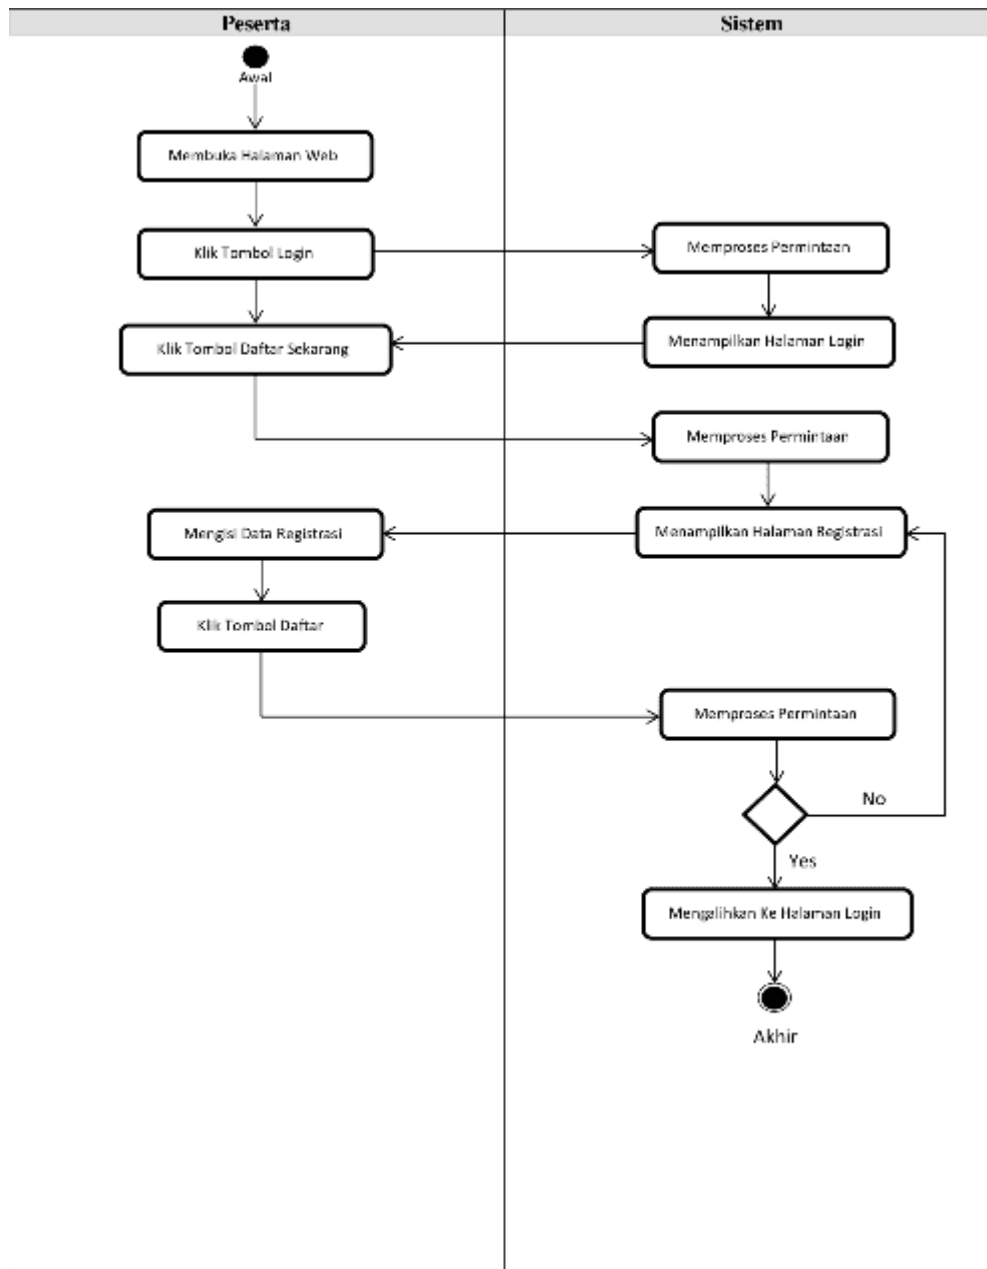 Peserta
Sistem
Awal
Membuka Halaman Web
Klik Tombol Login
Memproses Permintaan
Klik Tombol Daftar Sekarang
Menampilkan Halaman Login
Memproses Permintaan
Mengisi Data Registrasi
Menampilkan Halaman Registrasi
Klik Tombol Daftar
Memproses Permintaan
No
Yes
Mengalihkan Ke Halaman Login
Akhir